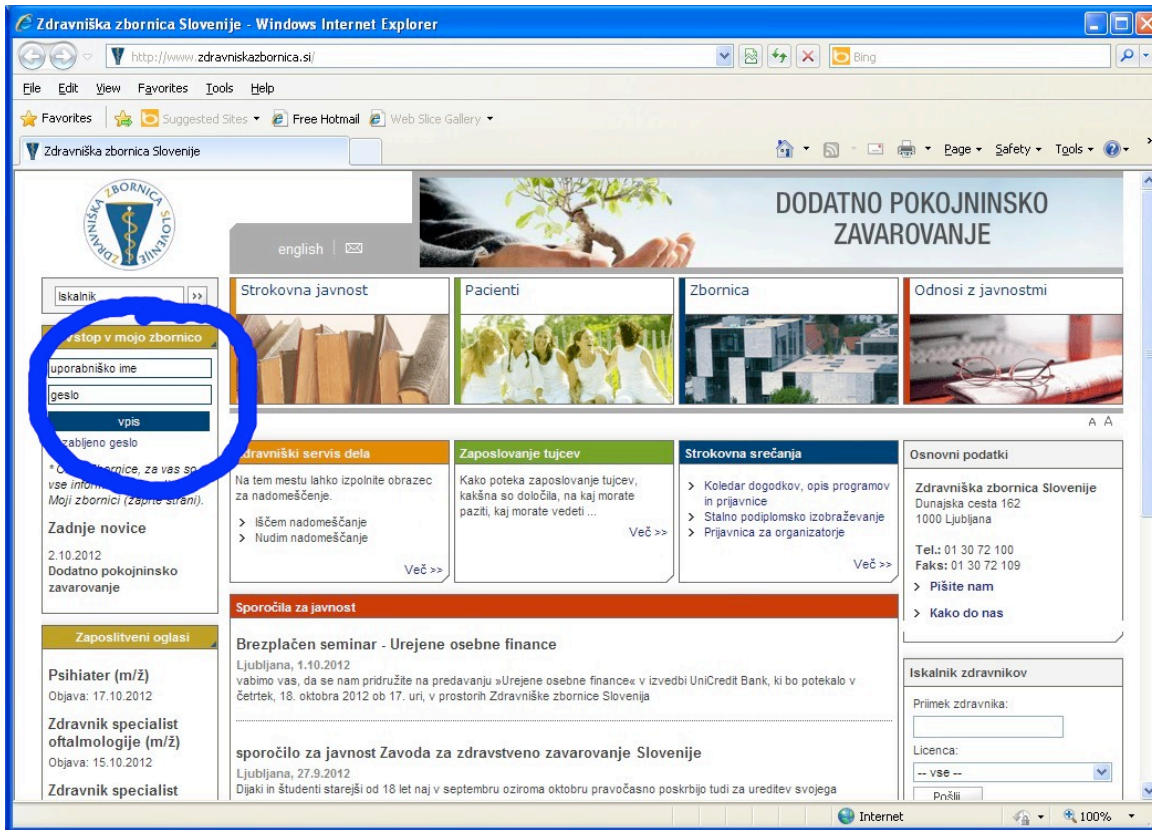 Zdravniška zbornica Slovenije - Windows Internet Explorer
http://www.zdravniskazbornica.si/
Bing
File Edit View Favorites Tools Help
Favorites
Suggested Sites
Free Hotmail
Web Slice Gallery
Zdravniška zbornica Slovenije
Page
Safety
Tools
ZDRAVNIŠKA ZBORNICA SLOVENIJE
english
DODATNO POKOJNINSKO
ZAVAROVANJE
Iskalnik >>
vstop v mojo zbornico
uporabniško ime
geslo
vpis
zabljeno geslo
vse
Moji zbornici (zaprte strani).
Zadnje novice
2.10.2012
Dodatno pokojninsko
zavarovanje
Zaposlitveni oglasi
Psihiater (m/ž)
Objava: 17.10.2012
Zdravnik specialist
oftalmologije (m/ž)
Objava: 15.10.2012
Zdravnik specialist
Strokovna javnost
Pacienti
Zbornica
Odnosi z javnostmi
A A
zdravniški servis dela
Na tem mestu lahko izpolnite obrazec
za nadomeščenje.
> Iščem nadomeščanje
> Nudim nadomeščanje
Več >>
Zaposlovanje tujcev
Kako poteka zaposlovanje tujcev,
kakšna so določila, na kaj morate
paziti, kaj morate vedeti ...
Več >>
Strokovna srečanja
> Koledar dogodkov, opis programov
in prijavnice
> Stalno podiplomsko izobraževanje
> Prijavnica za organizatorje
Več >>
Osnovni podatki
Zdravniška zbornica Slovenije
Dunajska cesta 162
1000 Ljubljana
Tel.: 01 30 72 100
Faks: 01 30 72 109
> Pišite nam
> Kako do nas
Sporočila za javnost
Brezplačen seminar - Urejene osebne finance
Ljubljana, 1.10.2012
vabimo vas, da se nam pridružite na predavanju »Urejene osebne finance« v izvedbi UniCredit Bank, ki bo potekalo v
četrtek, 18. oktobra 2012 ob 17. uri, v prostorih Zdravniške zbornice Slovenija
sporočilo za javnost Zavoda za zdravstveno zavarovanje Slovenije
Ljubljana, 27.9.2012
Dijaki in študenti starejši od 18 let naj v septembru oziroma oktobru pravočasno poskrbijo tudi za ureditev svojega
Iskalnik zdravnikov
Priimek zdravnika:
Licenca:
-- vse --
Pošlji
Internet
100%